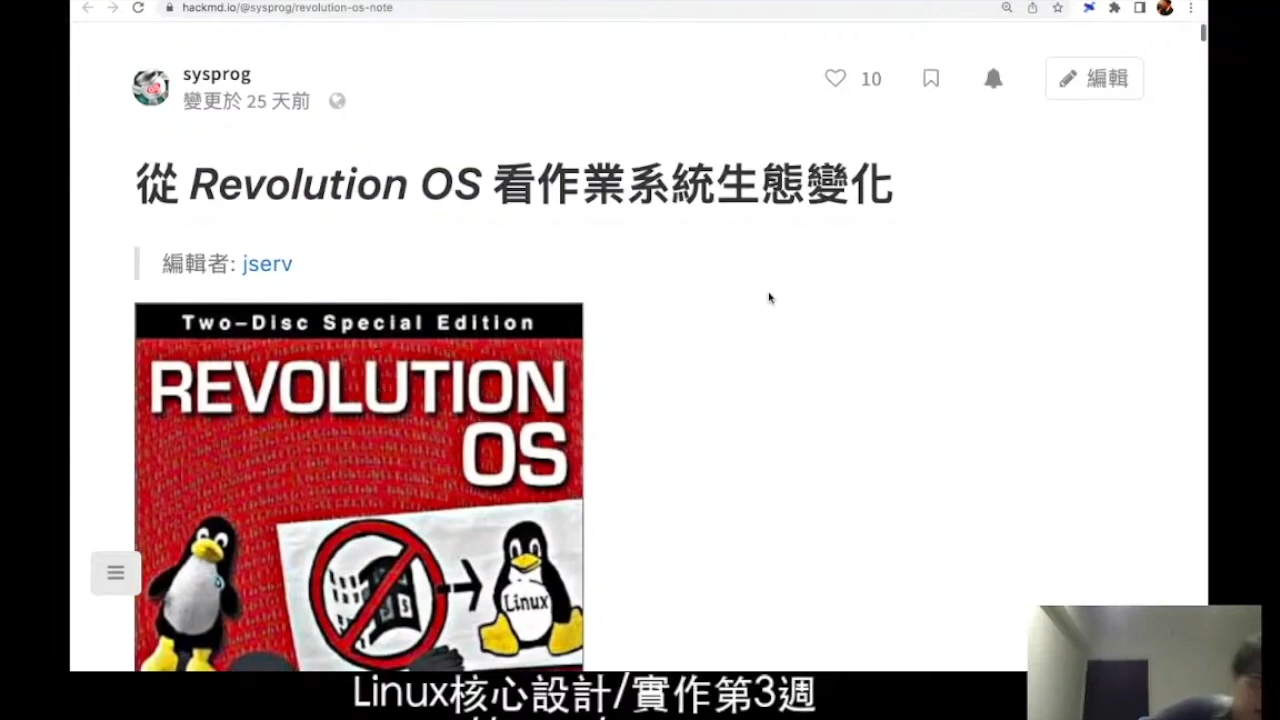 hackmd.io/@sysprog/revolution-os-note
sysprog
變更於 25 天前
10
編輯
從 Revolution OS 看作業系統生態變化
編輯者: jserv
Two-Disc Special Edition
REVOLUTION
OS
Linux
Linux核心設計/實作第3週